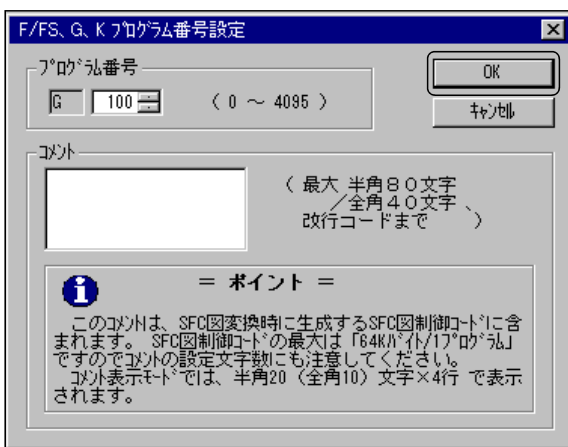 F/FS、G、K ﾌﾟﾛｸﾞﾗﾑ番号設定
ﾌﾟﾛｸﾞﾗﾑ番号
G 100 （ 0 ～ 4095 ）
OK
ｷｬﾝｾﾙ
ｺﾒﾝﾄ
（ 最大 半角８０文字
／全角４０文字 、
改行コードまで ）
＝ ポイント ＝
このｺﾒﾝﾄは、SFC図変換時に生成するSFC図制御ｺｰﾄﾞに含
まれます。 SFC図制御ｺｰﾄﾞの最大は「64Kﾊﾞｲﾄ/1ﾌﾟﾛｸﾞﾗﾑ」
ですのでｺﾒﾝﾄの設定文字数にも注意してください。
ｺﾒﾝﾄ表示ﾓｰﾄﾞでは、半角20（全角10）文字×4行 で表示
されます。